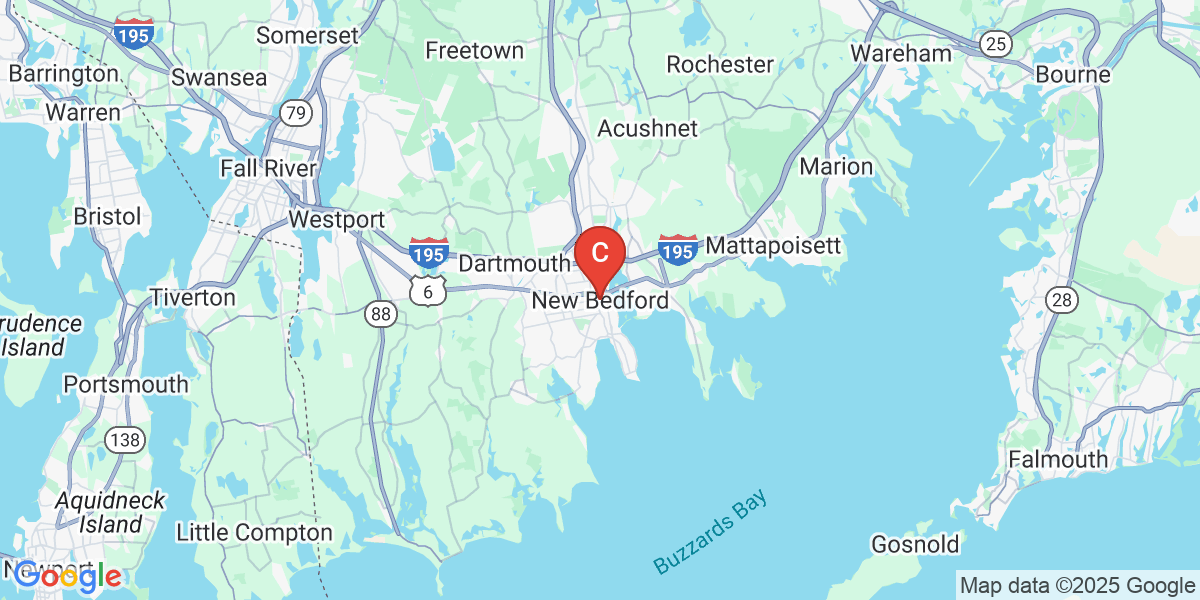 195
Somerset
Freetown
Rochester
Wareham
25
Bourne
Barrington
Swansea
Warren
79
Acushnet
Fall River
Marion
Bristol
Westport
195
Dartmouth
C
195
Mattapoisett
Tiverton
6
New Bedford
28
88
rudence
Island
Portsmouth
138
Falmouth
Aquidneck
Island
Little Compton
Buzzards Bay
Gosnold
Newport
Google
Map data ©2025 Google